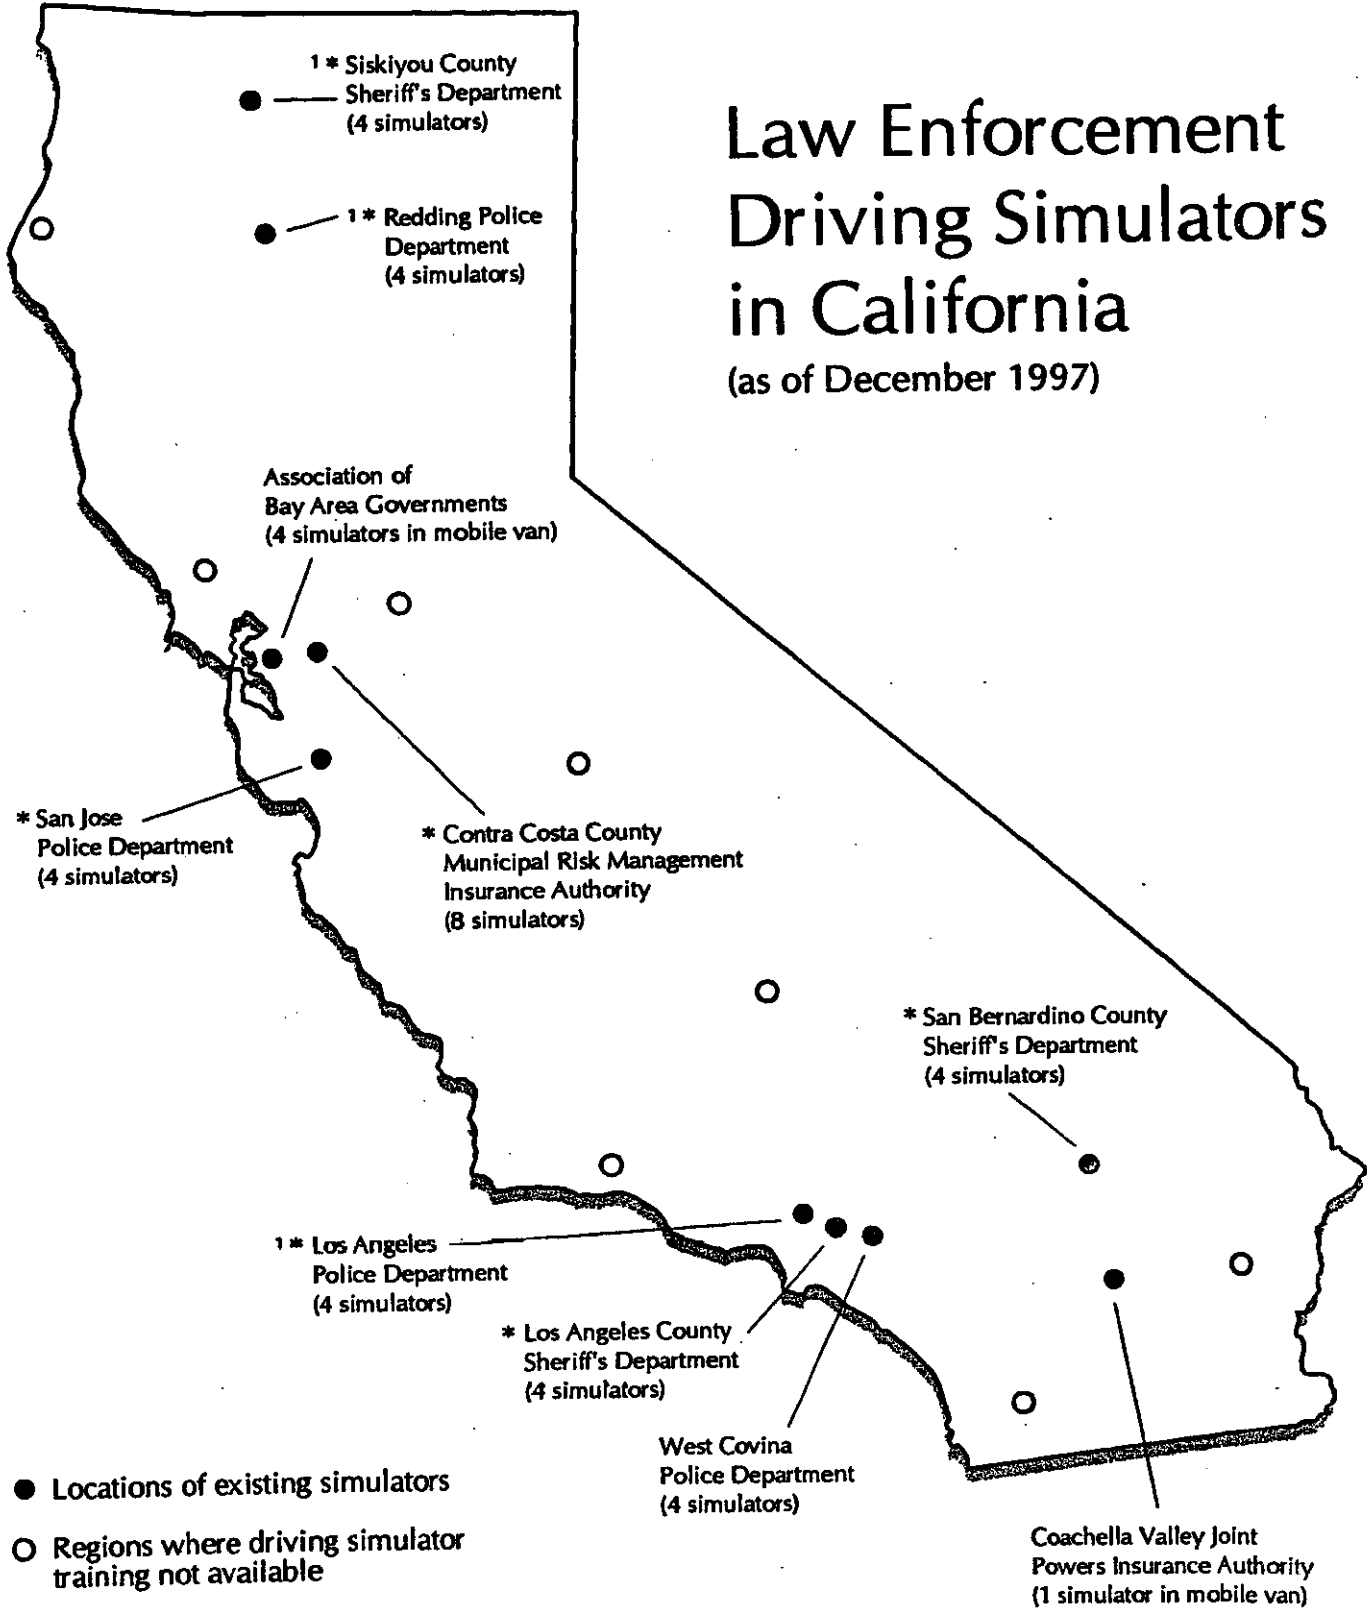 Law Enforcement
Driving Simulators
in California
(as of December 1997)
1 * Siskiyou County
Sheriff's Department
(4 simulators)
1 * Redding Police
Department
(4 simulators)
Association of
Bay Area Governments
(4 simulators in mobile van)
* San Jose
Police Department
(4 simulators)
* Contra Costa County
Municipal Risk Management
Insurance Authority
(8 simulators)
* San Bernardino County
Sheriff's Department
(4 simulators)
1 * Los Angeles
Police Department
(4 simulators)
* Los Angeles County
Sheriff's Department
(4 simulators)
West Covina
Police Department
(4 simulators)
Coachella Valley Joint
Powers Insurance Authority
(1 simulator in mobile van)
Locations of existing simulators
Regions where driving simulator
training not available